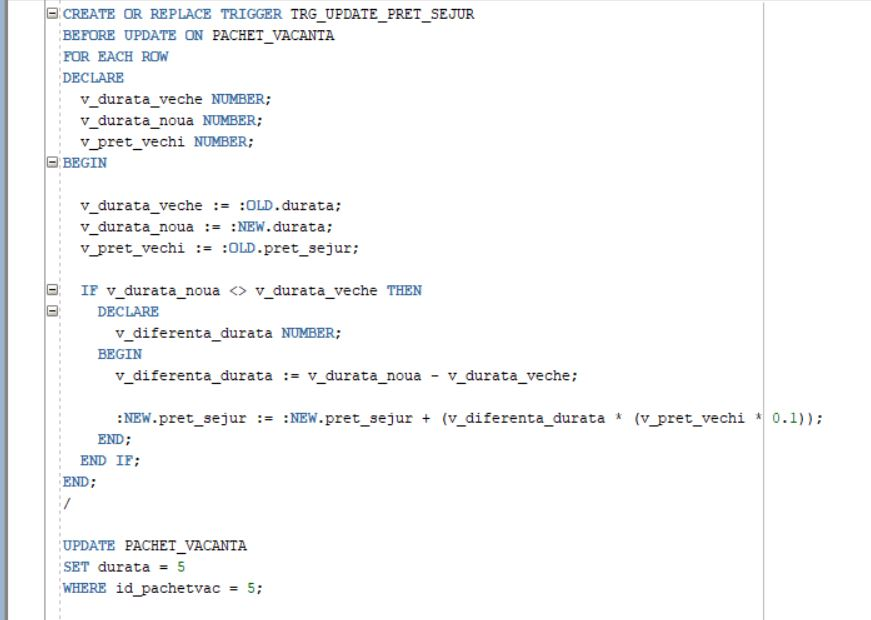 CREATE OR REPLACE TRIGGER TRG_UPDATE_PRET_SEJUR
BEFORE UPDATE ON PACHET_VACANTA
FOR EACH ROW
DECLARE
  v_durata_veche NUMBER;
  v_durata_noua NUMBER;
  v_pret_vechi NUMBER;
BEGIN
  v_durata_veche := :OLD.durata;
  v_durata_noua := :NEW.durata;
  v_pret_vechi := :OLD.pret_sejur;
  IF v_durata_noua <> v_durata_veche THEN
    DECLARE
      v_diferenta_durata NUMBER;
    BEGIN
      v_diferenta_durata := v_durata_noua - v_durata_veche;
      :NEW.pret_sejur := :NEW.pret_sejur + (v_diferenta_durata * (v_pret_vechi * 0.1));
    END;
  END IF;
END;
/
UPDATE PACHET_VACANTA
SET durata = 5
WHERE id_pachetvac = 5;